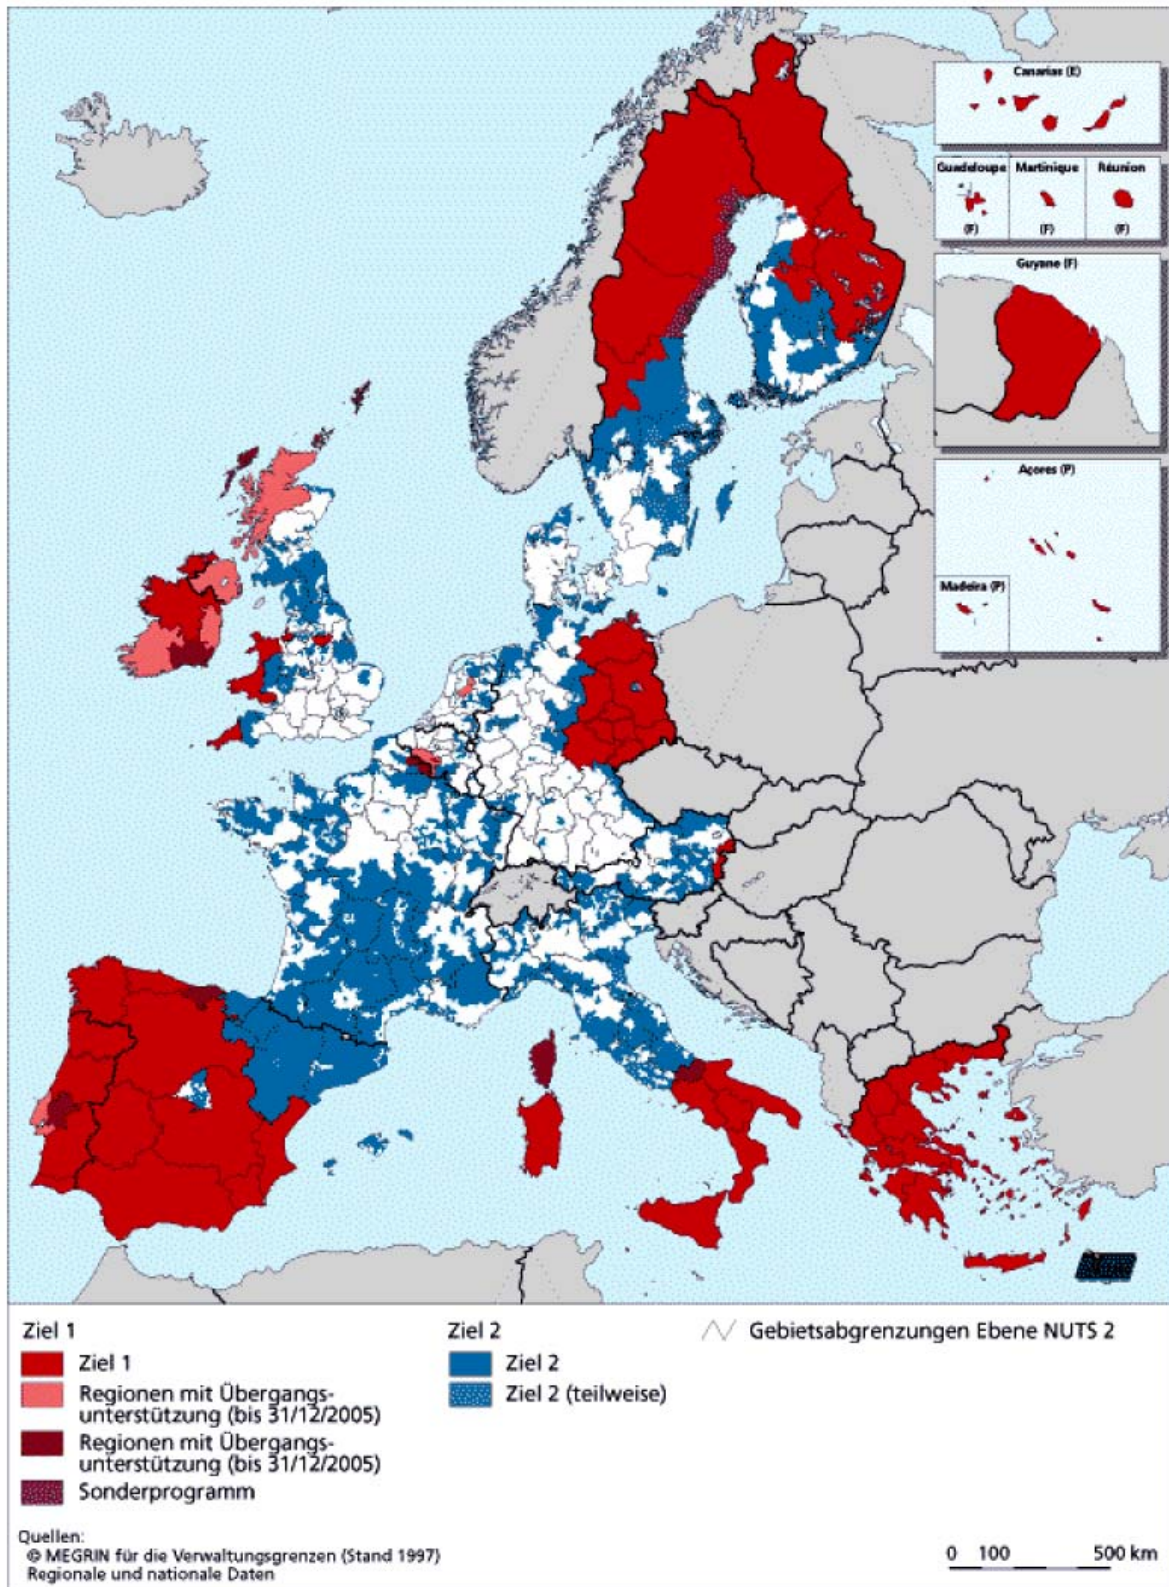 Canarias (E)
Guadeloupe Martinique Réunion
(F) (F) (F)
Guyane (F)
Açores (P)
Madeira (P)
Ziel 1
Ziel 1
Regionen mit Übergangs-
unterstützung (bis 31/12/2005)
Regionen mit Übergangs-
unterstützung (bis 31/12/2005)
Sonderprogramm
Ziel 2
Ziel 2
Ziel 2 (teilweise)
Gebietsabgrenzungen Ebene NUTS 2
Quellen:
© MEGRIN für die Verwaltungsgrenzen (Stand 1997)
Regionale und nationale Daten
0 100 500 km